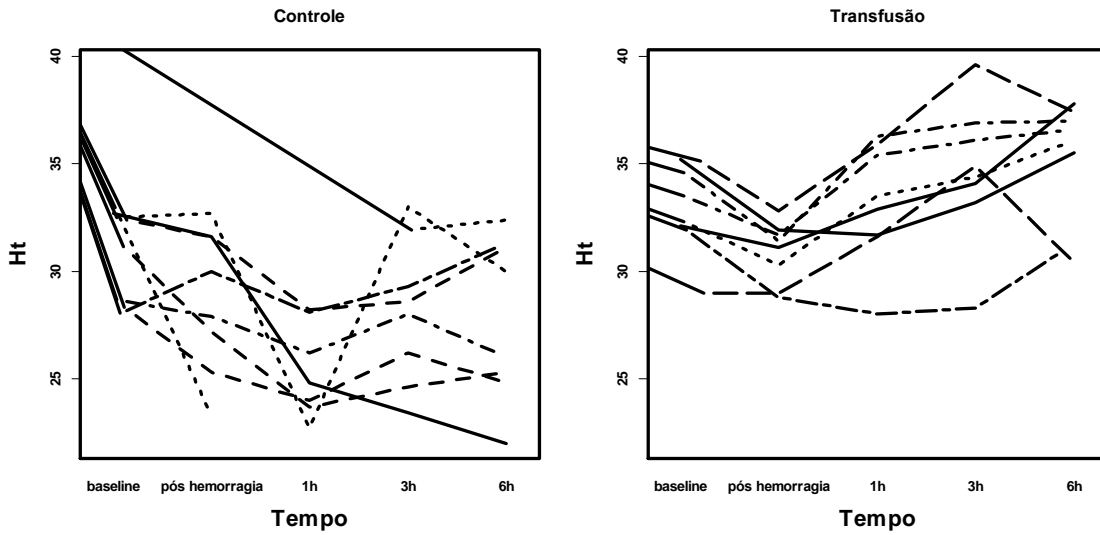 Controle
40
35
30
25
Ht
baseline pós hemorragia 1h 3h 6h
Tempo
Transfusão
40
35
30
25
Ht
baseline pós hemorragia 1h 3h 6h
Tempo